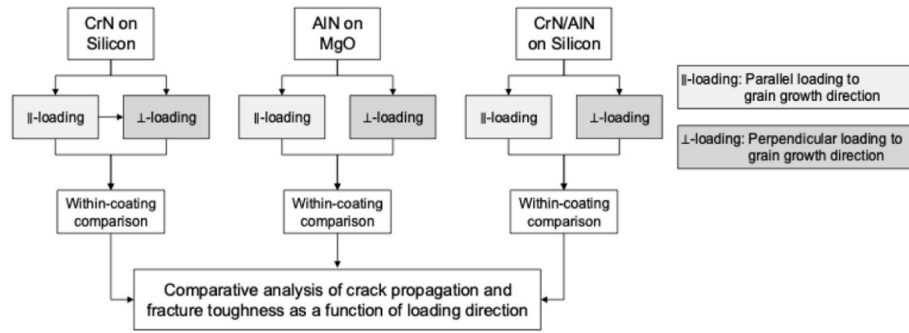 CrN on
Silicon
AlN on
MgO
CrN/AlN
on Silicon
∥-loading
⊥-loading
∥-loading
⊥-loading
∥-loading
⊥-loading
∥-loading: Parallel loading to
grain growth direction
⊥-loading: Perpendicular loading to
grain growth direction
Within-coating
comparison
Within-coating
comparison
Within-coating
comparison
Comparative analysis of crack propagation and
fracture toughness as a function of loading direction